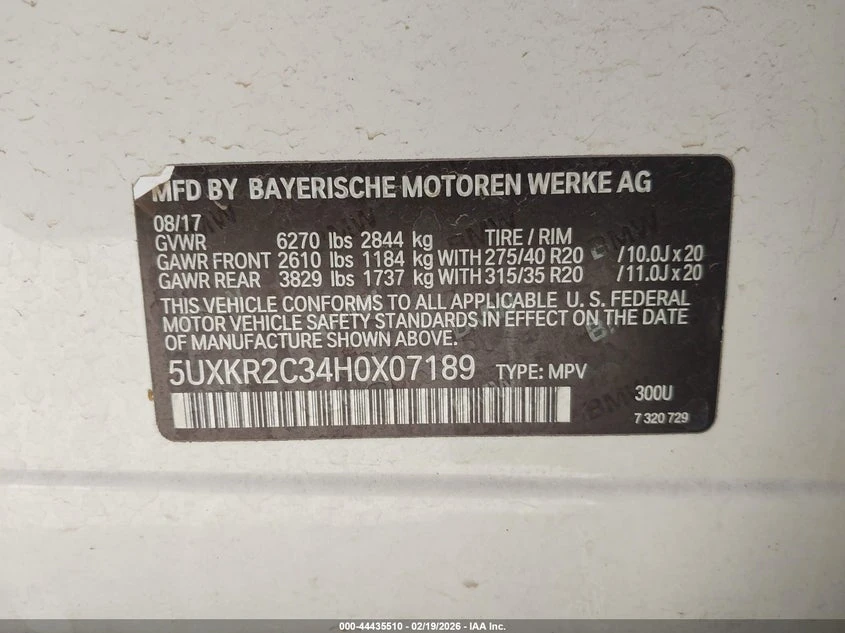 MFD BY BAYERISCHE MOTOREN WERKE AG
08/17
GVWR 6270 lbs 2844 kg TIRE / RIM
GAWR FRONT 2610 lbs 1184 kg WITH 275/40 R20 / 10.0J x 20
GAWR REAR 3829 lbs 1737 kg WITH 315/35 R20 / 11.0J x 20
THIS VEHICLE CONFORMS TO ALL APPLICABLE U. S. FEDERAL
MOTOR VEHICLE SAFETY STANDARDS IN EFFECT ON THE DATE
OF MANUFACTURE SHOWN ABOVE.
5UXKR2C34H0X07189 TYPE: MPV
300U
7 320 729
000-44435510 - 02/19/2026 - IAA Inc.